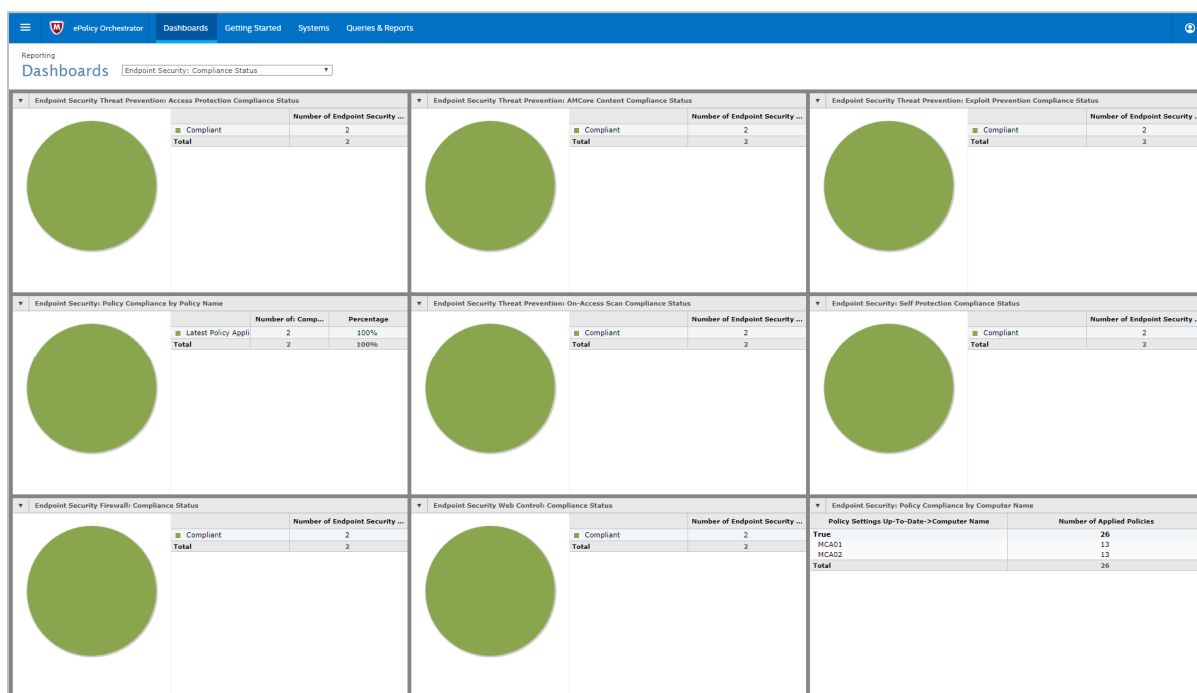 ePolicy Orchestrator Dashboards Getting Started Systems Queries & Reports
Reporting
Dashboards Endpoint Security: Compliance Status
Endpoint Security Threat Prevention: Access Protection Compliance Status
Number of Endpoint Security ...
Compliant 2
Total 2
Endpoint Security Threat Prevention: AMCore Content Compliance Status
Number of Endpoint Security ...
Compliant 2
Total 2
Endpoint Security Threat Prevention: Exploit Prevention Compliance Status
Number of Endpoint Security ..
Compliant 2
Total 2
Endpoint Security: Policy Compliance by Policy Name
Number of: Comp... Percentage
Latest Policy Appli 2 100%
Total 2 100%
Endpoint Security Threat Prevention: On-Access Scan Compliance Status
Number of Endpoint Security ...
Compliant 2
Total 2
Endpoint Security: Self Protection Compliance Status
Number of Endpoint Security ..
Compliant 2
Total 2
Endpoint Security Firewall: Compliance Status
Number of Endpoint Security ...
Compliant 2
Total 2
Endpoint Security Web Control: Compliance Status
Number of Endpoint Security ...
Compliant 2
Total 2
Endpoint Security: Policy Compliance by Computer Name
Policy Settings Up-To-Date->Computer Name Number of Applied Policies
True 26
MCA01 13
MCA02 13
Total 26